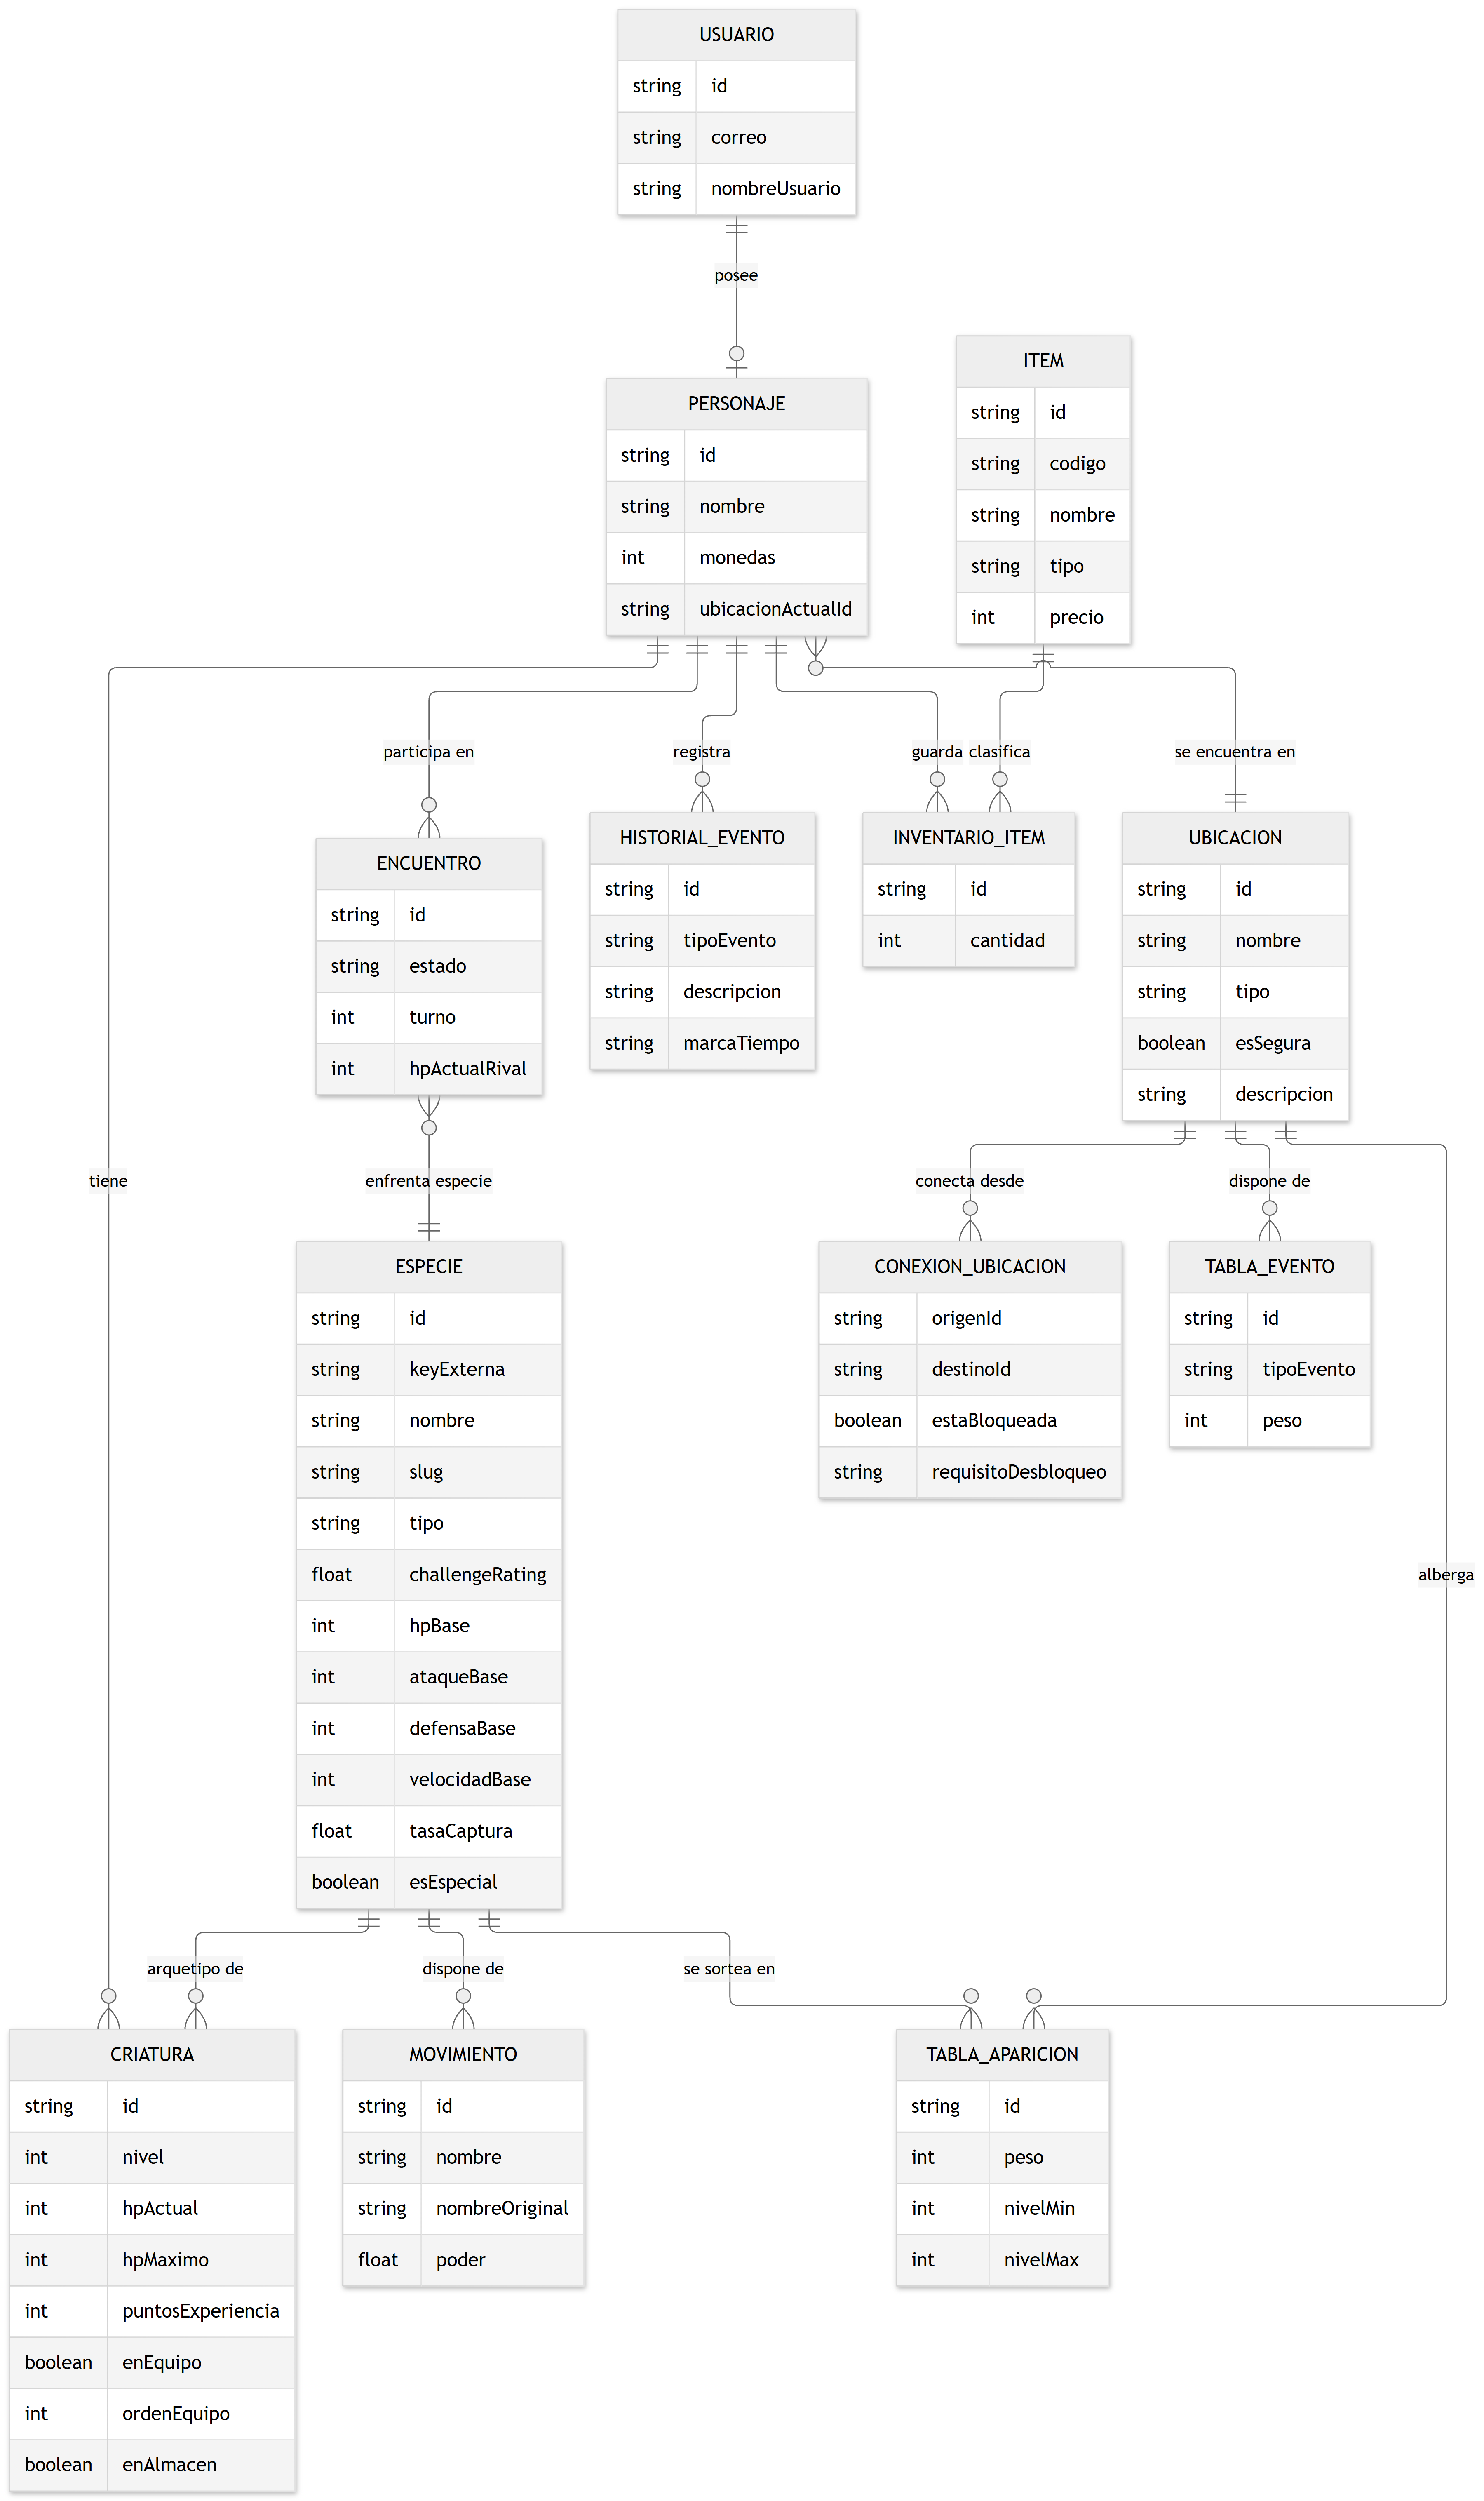 USUARIO
string id
string correo
string nombreUsuario
posee
PERSONAJE
string id
string nombre
int monedas
string ubicacionActualId
ITEM
string id
string codigo
string nombre
string tipo
int precio
participa en
registra
guarda
clasifica
se encuentra en
ENCUENTRO
string id
string estado
int turno
int hpActualRival
HISTORIAL_EVENTO
string id
string tipoEvento
string descripcion
string marcaTiempo
INVENTARIO_ITEM
string id
int cantidad
UBICACION
string id
string nombre
string tipo
boolean esSegura
string descripcion
tiene
enfrenta especie
conecta desde
dispone de
ESPECIE
string id
string keyExterna
string nombre
string slug
string tipo
float challengeRating
int hpBase
int ataqueBase
int defensaBase
int velocidadBase
float tasaCaptura
boolean esEspecial
CONEXION_UBICACION
string origenId
string destinoId
boolean estaBloqueada
string requisitoDesbloqueo
TABLA_EVENTO
string id
string tipoEvento
int peso
alberga
arquetipo de
dispone de
se sortea en
CRIATURA
string id
int nivel
int hpActual
int hpMaximo
int puntosExperiencia
boolean enEquipo
int ordenEquipo
boolean enAlmacen
MOVIMIENTO
string id
string nombre
string nombreOriginal
float poder
TABLA_APARICION
string id
int peso
int nivelMin
int nivelMax